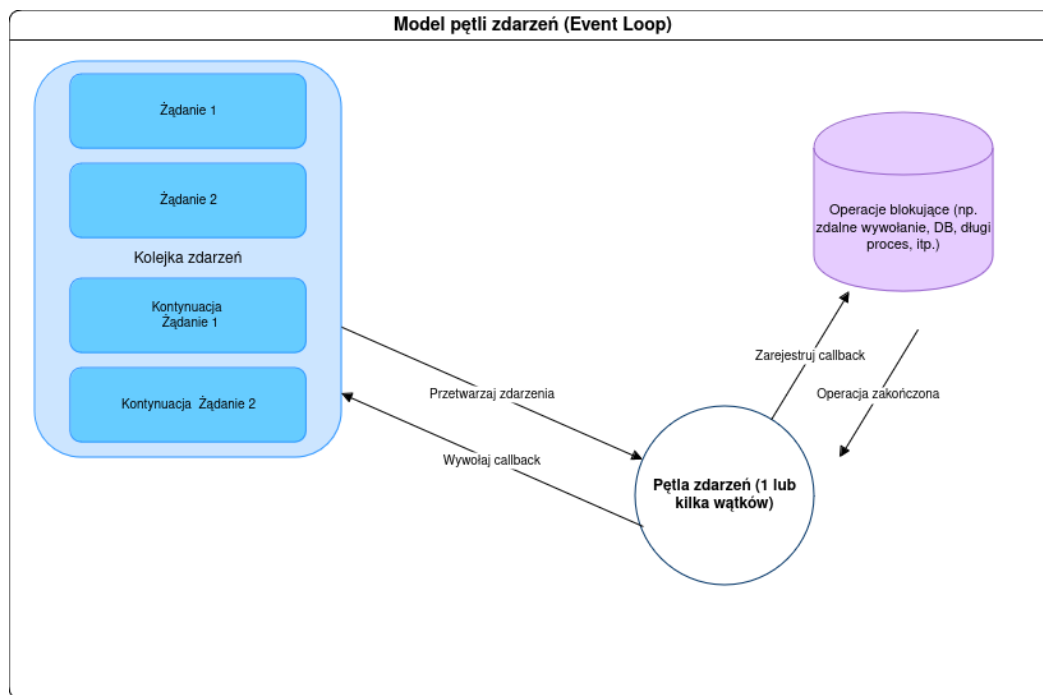 Model pętli zdarzeń (Event Loop)
Żądanie 1
Żądanie 2
Kolejka zdarzeń
Kontynuacja
Żądanie 1
Kontynuacja Żądanie 2
Przetwarzaj zdarzenia
Wywołaj callback
Pętla zdarzeń (1 lub
kilka wątków)
Zarejestruj callback
Operacja zakończona
Operacje blokujące (np.
zdalne wywołanie, DB, długi
proces, itp.)